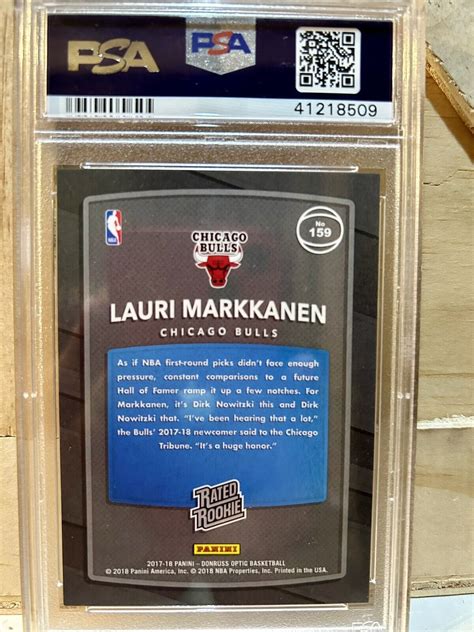 PSA PSA
41218509
NBA
No
159
CHICAGO
BULLS
LAURI MARKKANEN
CHICAGO BULLS
As if NBA first-round picks didn't face enough
pressure, constant comparisons to a future
Hall of Famer ramp it up a few notches. For
Markkanen, it's Dirk Nowitzki this and Dirk
Nowitzki that. "I've been hearing that a lot,"
the Bulls' 2017-18 newcomer said to the Chicago
Tribune. "It's a huge honor."
RATED
ROOKIE
PANINI
2017-18 PANINI – DONRUSS OPTIC BASKETBALL
© 2018 Panini America, Inc. © 2018 NBA Properties, Inc. Printed in the USA.
PSA